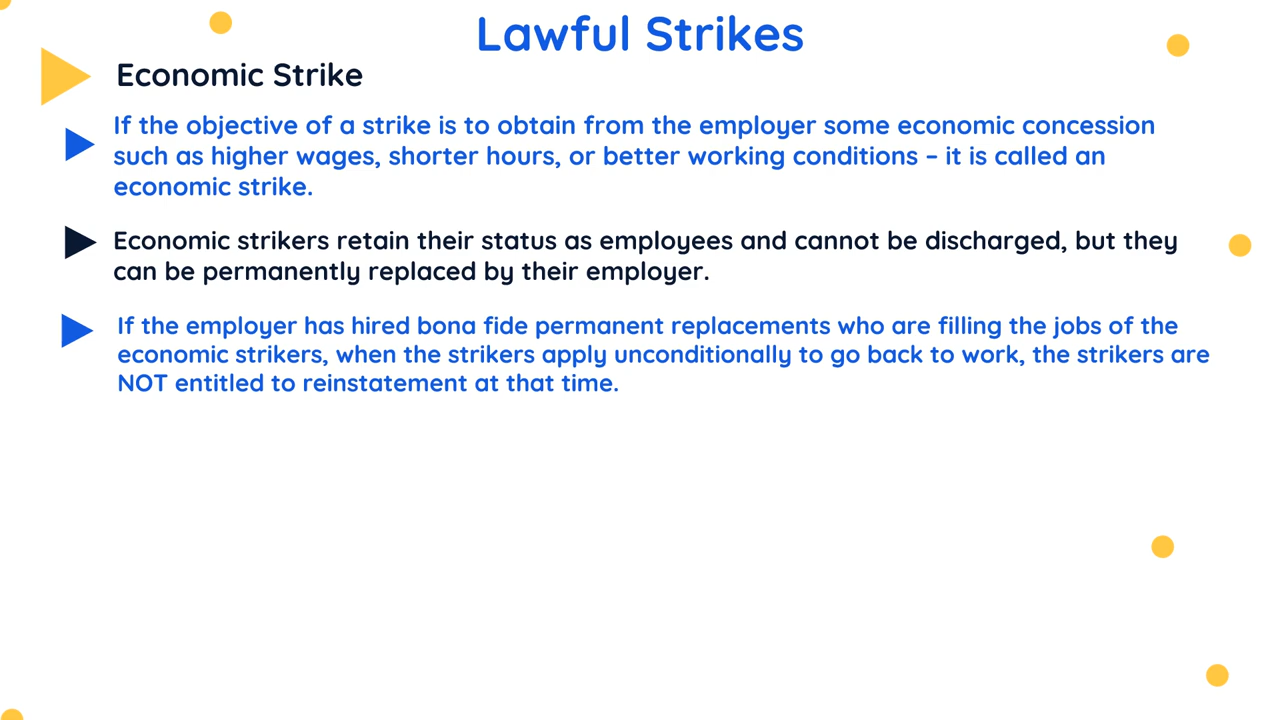 Lawful Strikes
Economic Strike
If the objective of a strike is to obtain from the employer some economic concession
such as higher wages, shorter hours, or better working conditions – it is called an
economic strike.
Economic strikers retain their status as employees and cannot be discharged, but they
can be permanently replaced by their employer.
If the employer has hired bona fide permanent replacements who are filling the jobs of the
economic strikers, when the strikers apply unconditionally to go back to work, the strikers are
NOT entitled to reinstatement at that time.